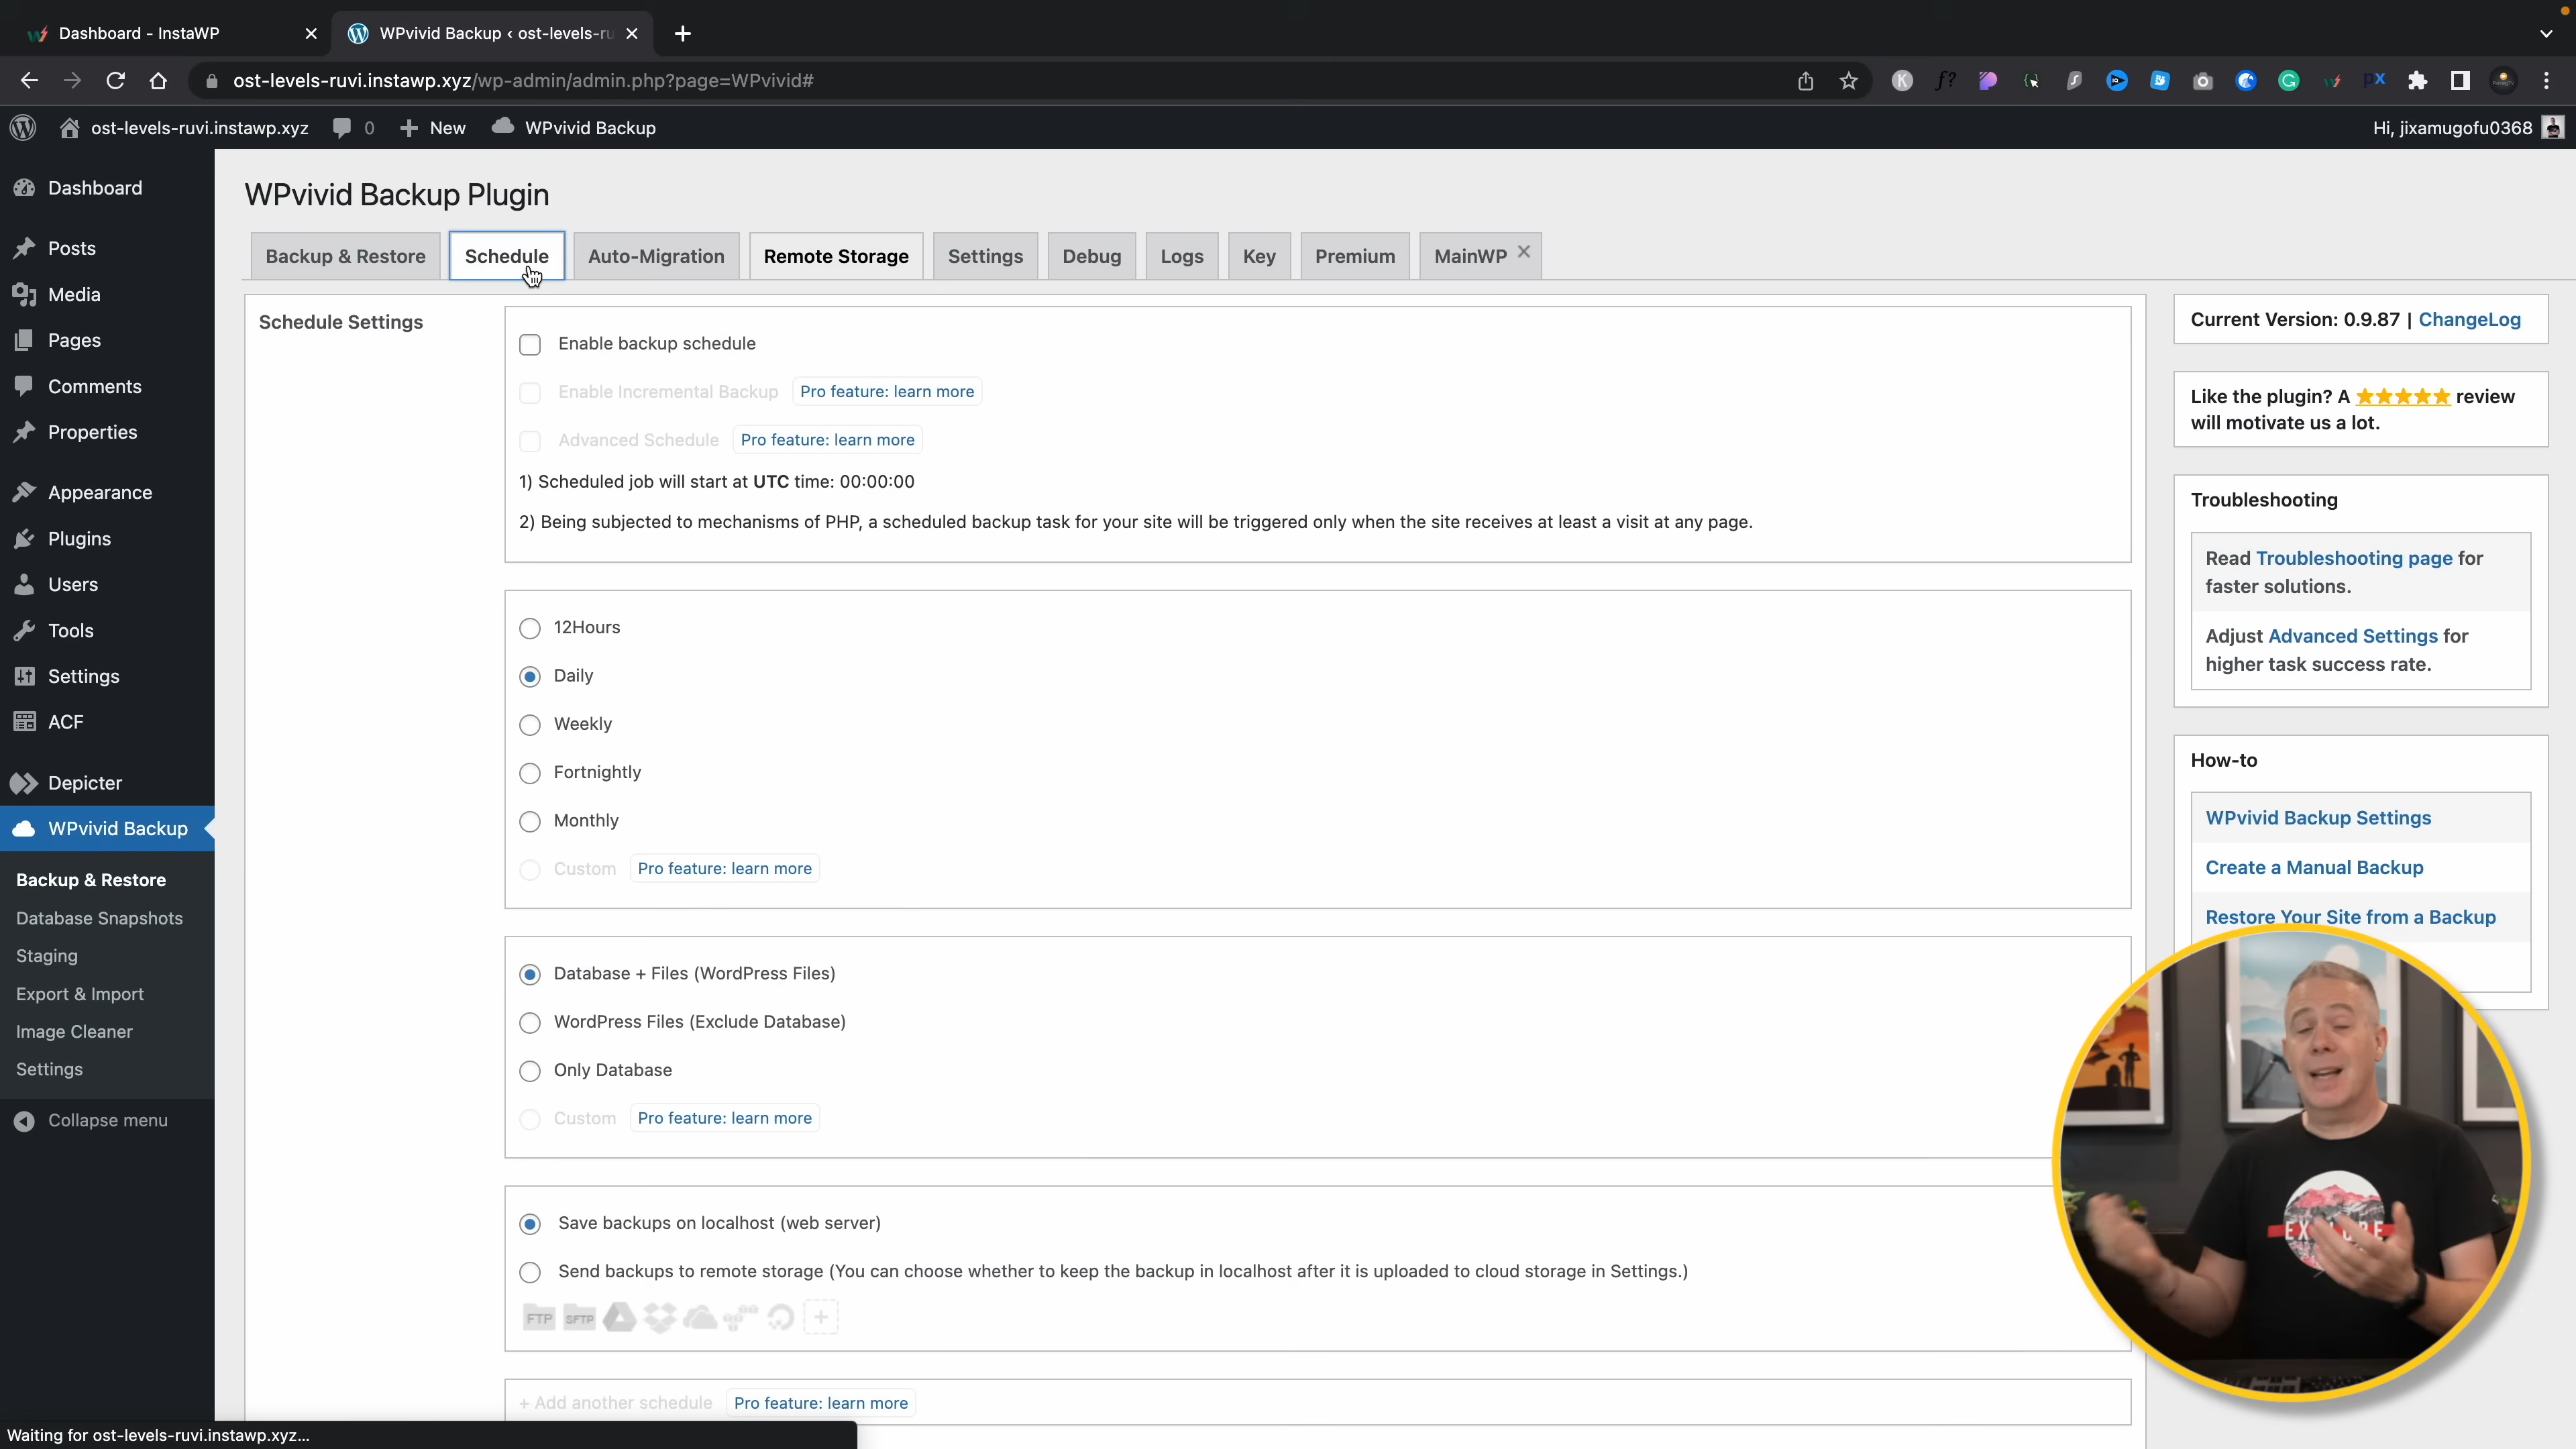 Dashboard - InstaWP
WPvivid Backup ‹ ost-levels-ru
ost-levels-ruvi.instawp.xyz/wp-admin/admin.php?page=WPvivid#
ost-levels-ruvi.instawp.xyz
0
New
WPvivid Backup
Hi, jixamugofu0368
Dashboard
Posts
Media
Pages
Comments
Properties
Appearance
Plugins
Users
Tools
Settings
ACF
Depicter
WPvivid Backup
Backup & Restore
Database Snapshots
Staging
Export & Import
Image Cleaner
Settings
Collapse menu
WPvivid Backup Plugin
Backup & Restore
Schedule
Auto-Migration
Remote Storage
Settings
Debug
Logs
Key
Premium
MainWP
Schedule Settings
Enable backup schedule
Enable Incremental Backup Pro feature: learn more
Advanced Schedule Pro feature: learn more
1) Scheduled job will start at UTC time: 00:00:00
2) Being subjected to mechanisms of PHP, a scheduled backup task for your site will be triggered only when the site receives at least a visit at any page.
12Hours
Daily
Weekly
Fortnightly
Monthly
Custom Pro feature: learn more
Database + Files (WordPress Files)
WordPress Files (Exclude Database)
Only Database
Custom Pro feature: learn more
Save backups on localhost (web server)
Send backups to remote storage (You can choose whether to keep the backup in localhost after it is uploaded to cloud storage in Settings.)
FTP SFTP
+ Add another schedule Pro feature: learn more
Current Version: 0.9.87 | ChangeLog
Like the plugin? A ★★★★★ review
will motivate us a lot.
Troubleshooting
Read Troubleshooting page for
faster solutions.
Adjust Advanced Settings for
higher task success rate.
How-to
WPvivid Backup Settings
Create a Manual Backup
Restore Your Site from a Backup
Waiting for ost-levels-ruvi.instawp.xyz...